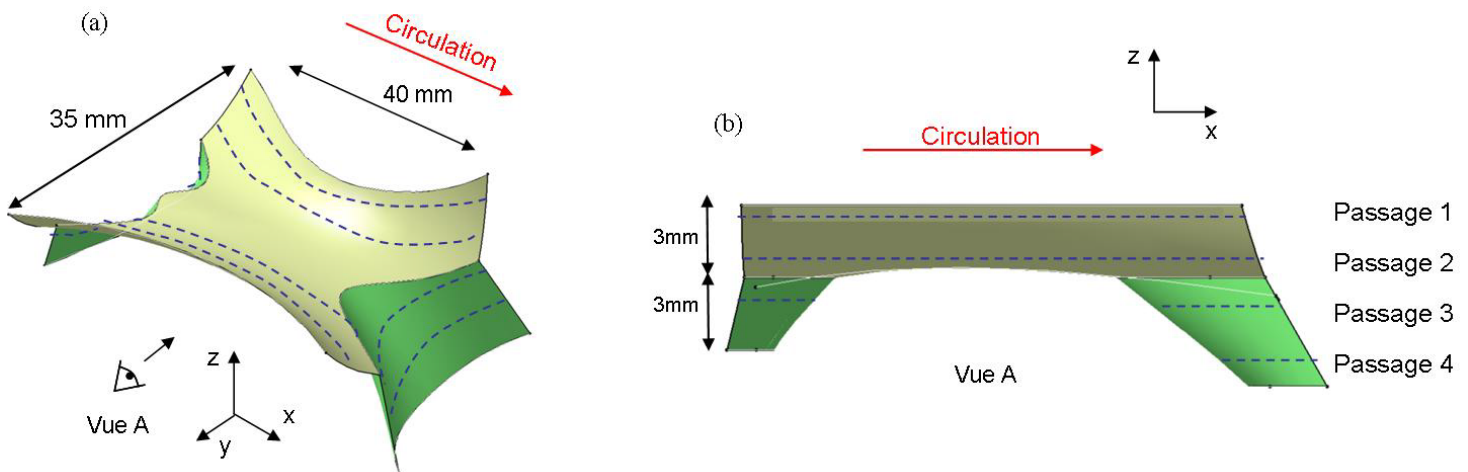 (a)
Circulation
35 mm
40 mm
Vue A
z
x
y
(b)
z
x
Circulation
3mm
3mm
Passage 1
Passage 2
Passage 3
Passage 4
Vue A